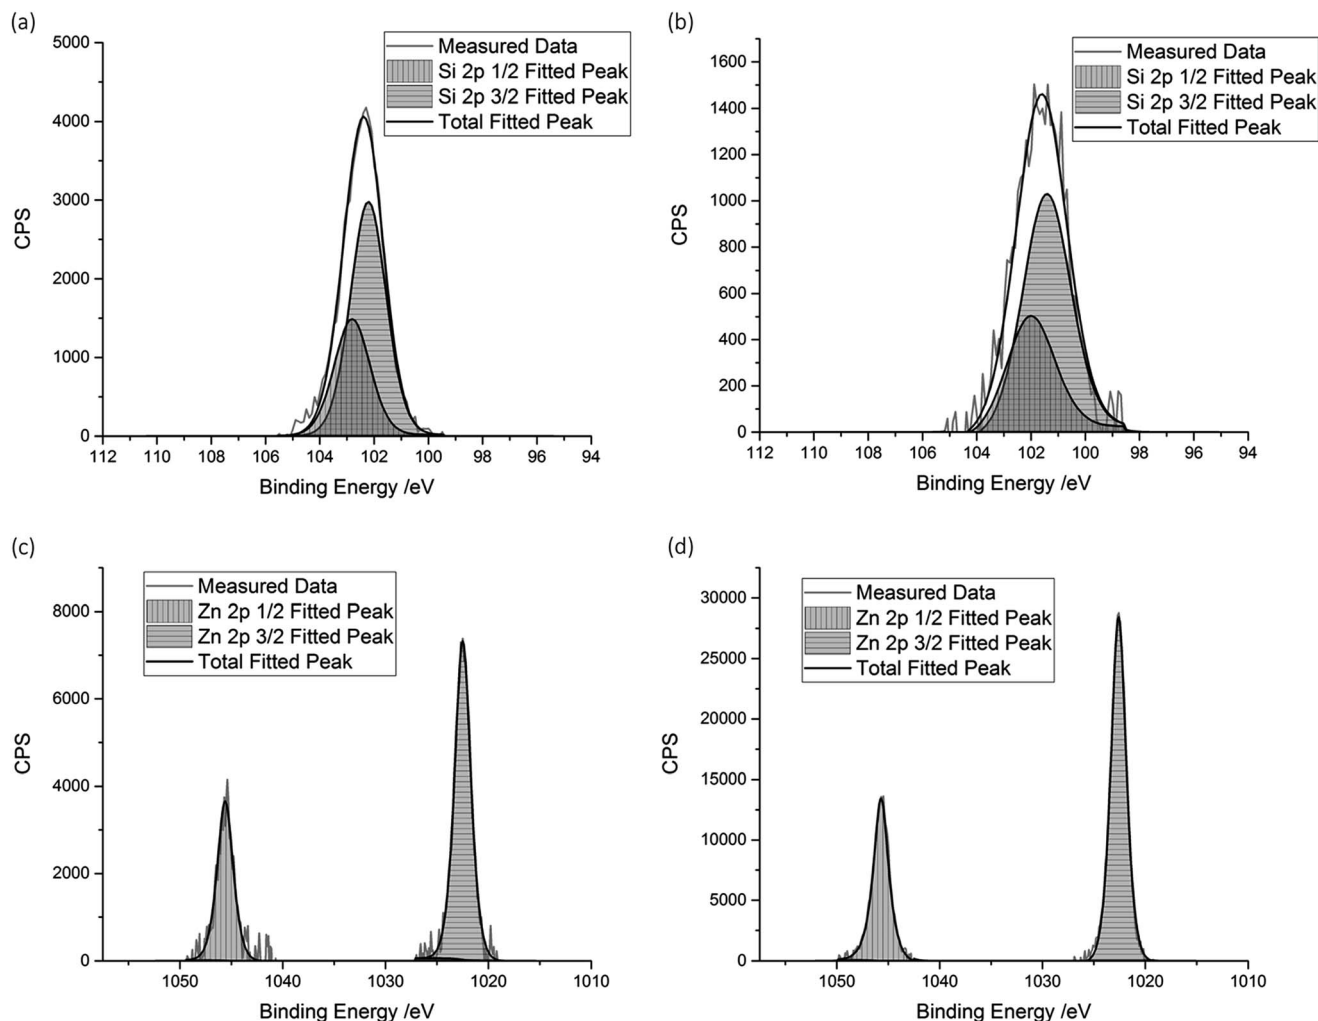 (a)
5000
4000
3000
2000
1000
0
CPS
112 110 108 106 104 102 100 98 96 94
Binding Energy /eV
Measured Data
Si 2p 1/2 Fitted Peak
Si 2p 3/2 Fitted Peak
Total Fitted Peak
(b)
1600
1400
1200
1000
800
600
400
200
0
CPS
112 110 108 106 104 102 100 98 96 94
Binding Energy /eV
Measured Data
Si 2p 1/2 Fitted Peak
Si 2p 3/2 Fitted Peak
Total Fitted Peak
(c)
8000
6000
4000
2000
0
CPS
1050 1040 1030 1020 1010
Binding Energy /eV
Measured Data
Zn 2p 1/2 Fitted Peak
Zn 2p 3/2 Fitted Peak
Total Fitted Peak
(d)
30000
25000
20000
15000
10000
5000
0
CPS
1050 1040 1030 1020 1010
Binding Energy /eV
Measured Data
Zn 2p 1/2 Fitted Peak
Zn 2p 3/2 Fitted Peak
Total Fitted Peak